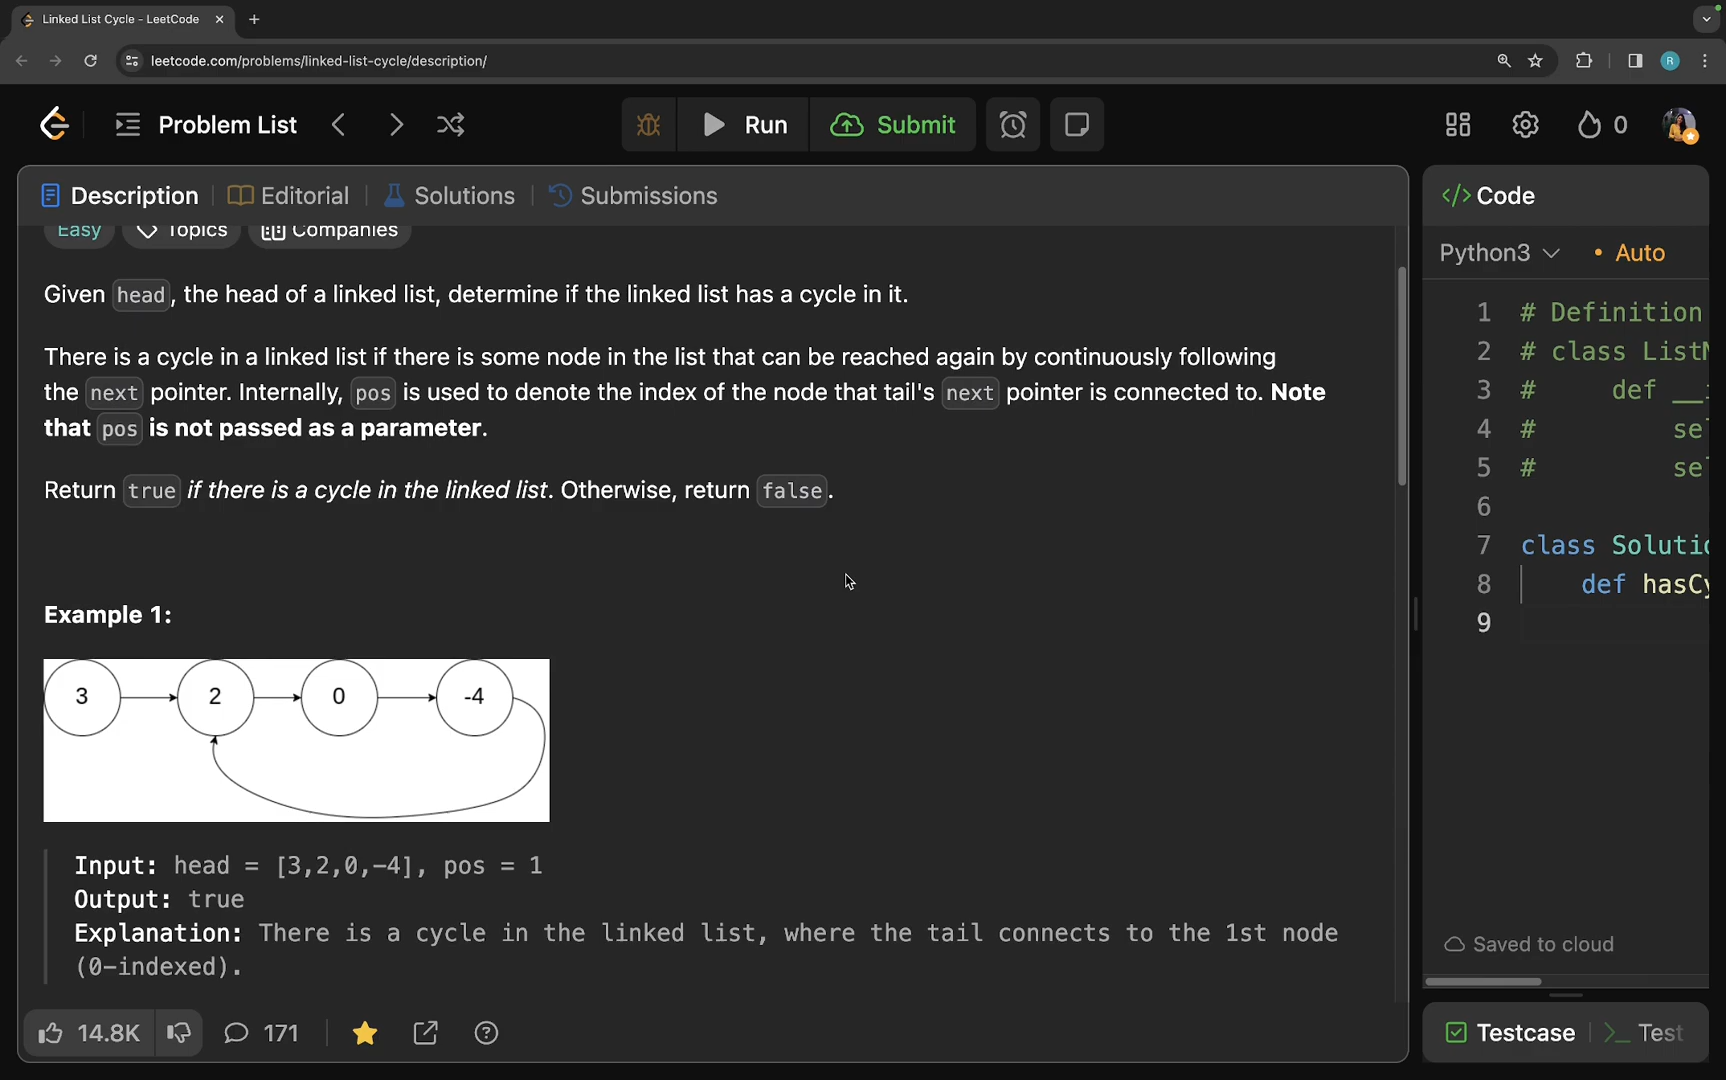 Linked List Cycle - LeetCode
leetcode.com/problems/linked-list-cycle/description/
R
Problem List
Run
Submit
0
Description
Editorial
Solutions
Submissions
Easy
Topics
Companies
Given head, the head of a linked list, determine if the linked list has a cycle in it.
There is a cycle in a linked list if there is some node in the list that can be reached again by continuously following
the next pointer. Internally, pos is used to denote the index of the node that tail's next pointer is connected to. Note
that pos is not passed as a parameter.
Return true if there is a cycle in the linked list. Otherwise, return false.
Example 1:
3 2 0 -4
Input: head = [3,2,0,-4], pos = 1
Output: true
Explanation: There is a cycle in the linked list, where the tail connects to the 1st node
(0-indexed).
14.8K
171
</> Code
Python3
• Auto
1 # Definition
2 # class List
3 # def __
4 # se
5 # se
6
7 class Soluti
8 def hasC
9
Saved to cloud
Testcase
>_ Test